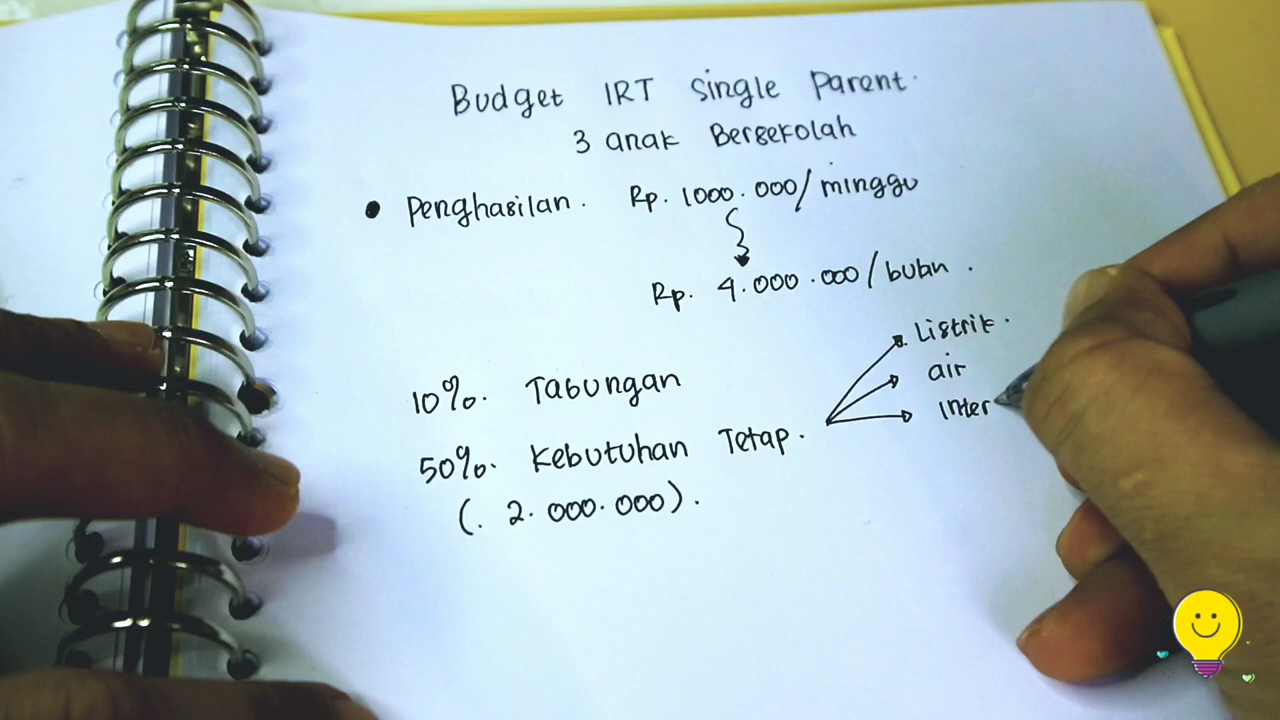 Budget IRT Single Parent.
3 anak Bersekolah
• Penghasilan. Rp. 1000.000/minggu
Rp. 4.000.000/bulan.
10%. Tabungan
50%. Kebutuhan Tetap.
(. 2.000.000).
Listrik.
air
Inter